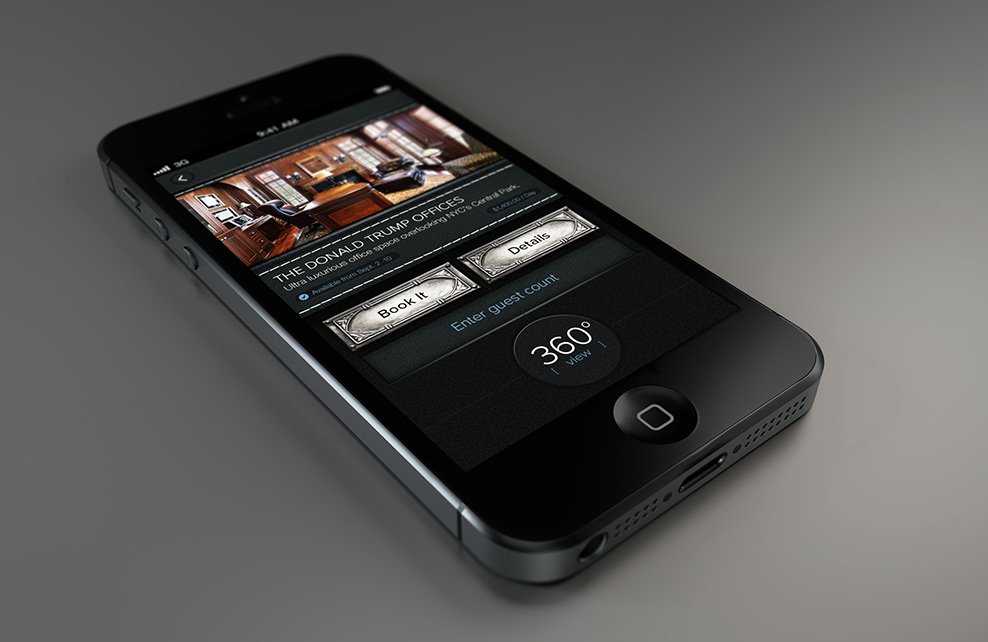 9:41 AM
3G
THE DONALD TRUMP OFFICES
Ultra luxurious office space overlooking NYC's Central Park.
$1,400.00 / Day
Available from Sept. 2 -10
Book It
Details
Enter guest count
360°
[ view ]